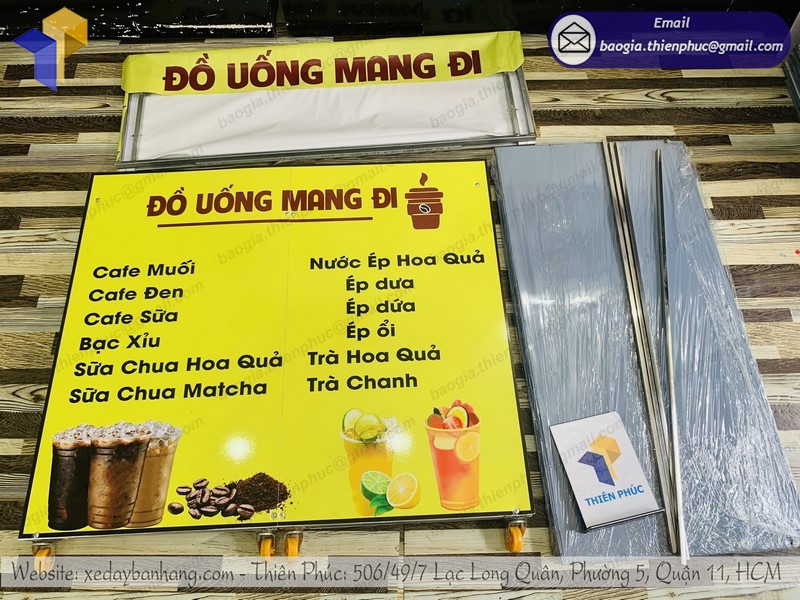 Email
baogia.thienphuc@gmail.com
ĐỒ UỐNG MANG ĐI
ĐỒ UỐNG MANG ĐI
Cafe Muối
Cafe Đen
Cafe Sữa
Bạc Xỉu
Sữa Chua Hoa Quả
Sữa Chua Matcha
Nước Ép Hoa Quả
Ép dưa
Ép dứa
Ép ổi
Trà Hoa Quả
Trà Chanh
THIÊN PHÚC
Website: xedaybanhang.com - Thiên Phúc: 506/49/7 Lạc Long Quân, Phường 5, Quận 11, HCM